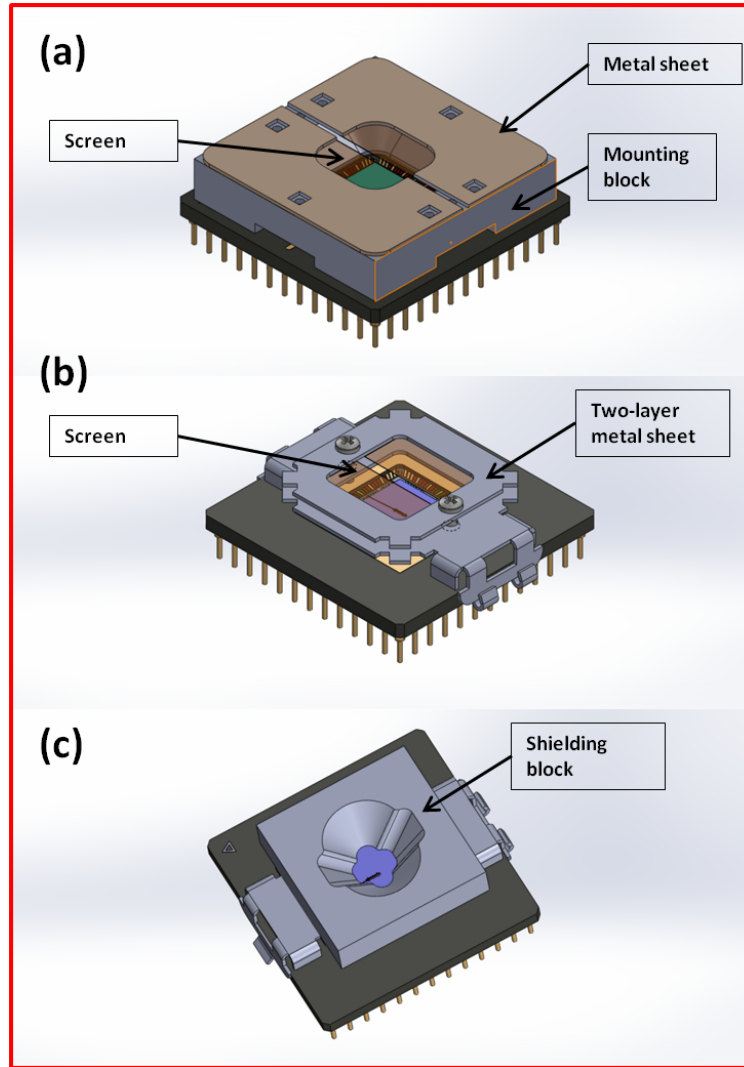 (a)
Metal sheet
Screen
Mounting
block
(b)
Screen
Two-layer
metal sheet
(c)
Shielding
block